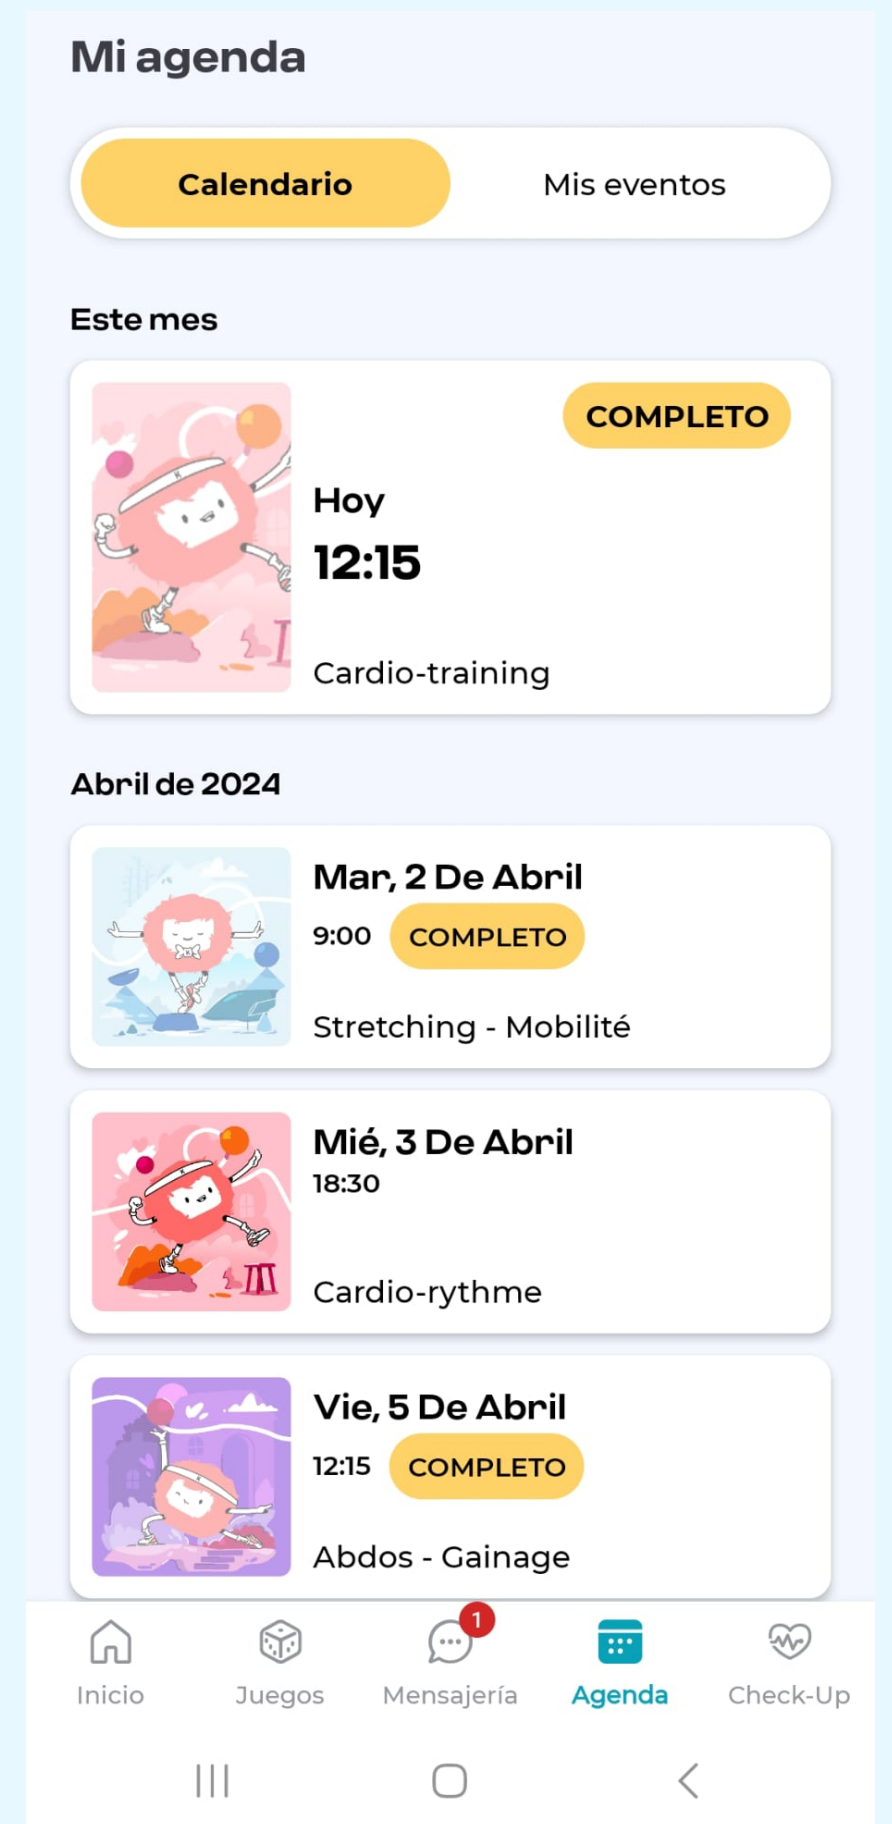 Mi agenda
Calendario
Mis eventos
Este mes
COMPLETO
Hoy
12:15
Cardio-training
Abril de 2024
Mar, 2 De Abril
9:00 COMPLETO
Stretching - Mobilité
Mié, 3 De Abril
18:30
Cardio-rythme
Vie, 5 De Abril
12:15 COMPLETO
Abdos - Gainage
1
Inicio
Juegos
Mensajería
Agenda
Check-Up